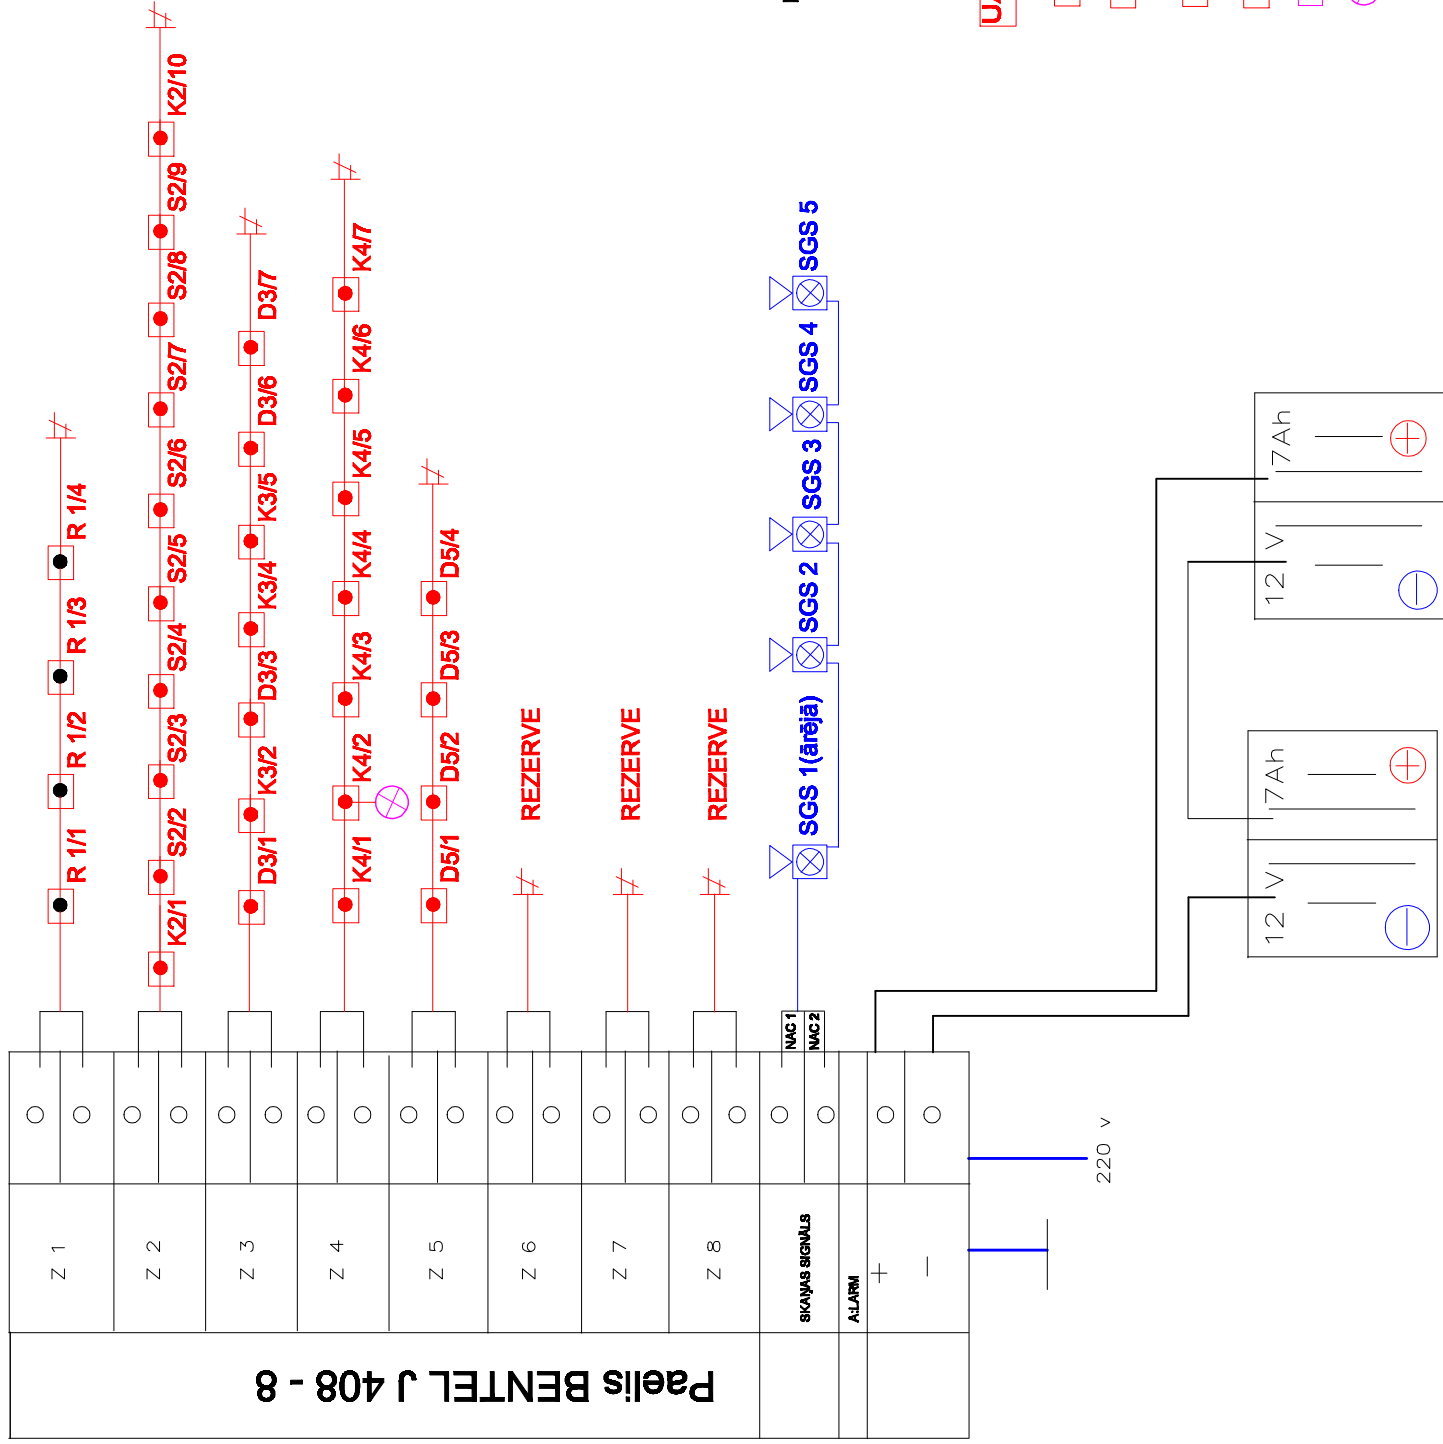 R 1/1 R 1/2 R 1/3 R 1/4
K2/1 S2/2 S2/3 S2/4 S2/5 S2/6 S2/7 S2/8 S2/9 K2/10
D3/1 K3/2 D3/3 K3/4 K3/5 D3/6 D3/7
K4/1 K4/2 K4/3 K4/4 K4/5 K4/6 K4/7
D5/1 D5/2 D5/3 D5/4
REZERVE
REZERVE
REZERVE
SGS 1(ārējā) SGS 2 SGS 3 SGS 4 SGS 5
NAC 1
NAC 2
Z 1
Z 2
Z 3
Z 4
Z 5
Z 6
Z 7
Z 8
SKAŅAS SIGNĀLS
A:LARM
+
−
Paelis BENTEL J 408 - 8
220 v
12 V 7Ah
12 V 7Ah